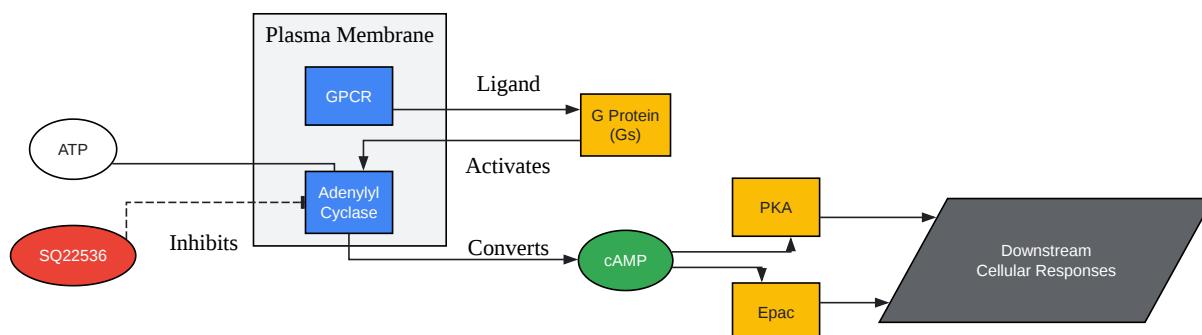 Plasma Membrane
GPCR
Ligand
G Protein
(Gs)
ATP
Activates
Adenylyl
Cyclase
SQ22536
Inhibits
Converts
cAMP
PKA
Epac
Downstream
Cellular Responses